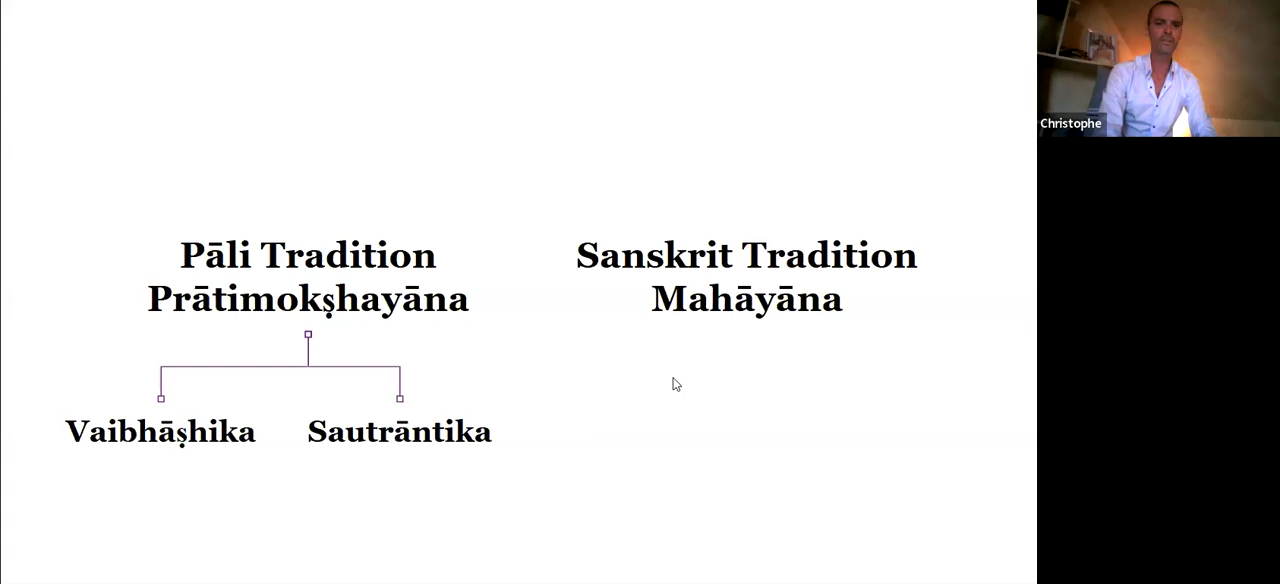 Pāli Tradition
Prātimokṣhayāna
Sanskrit Tradition
Mahāyāna
Vaibhāṣhika
Sautrāntika
Christophe